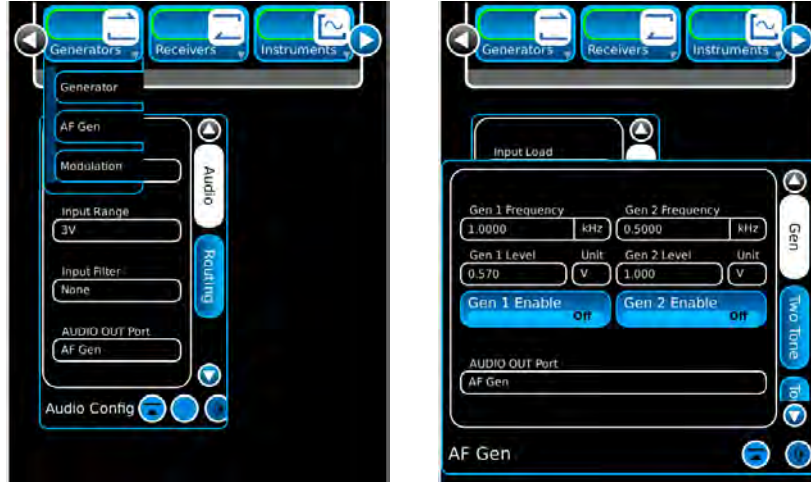 Generators Receivers Instruments
Generator
AF Gen
Modulation
Audio
Input Range
3V
Routing
Input Filter
None
AUDIO OUT Port
AF Gen
Audio Config
Generators Receivers Instruments
Input Load
Gen 1 Frequency Gen 2 Frequency
1.0000 kHz 0.5000 kHz
Gen
Gen 1 Level Unit Gen 2 Level Unit
0.570 V 1.000 V
Gen 1 Enable Gen 2 Enable
Off Off
Two Tone
AUDIO OUT Port
AF Gen
To
AF Gen